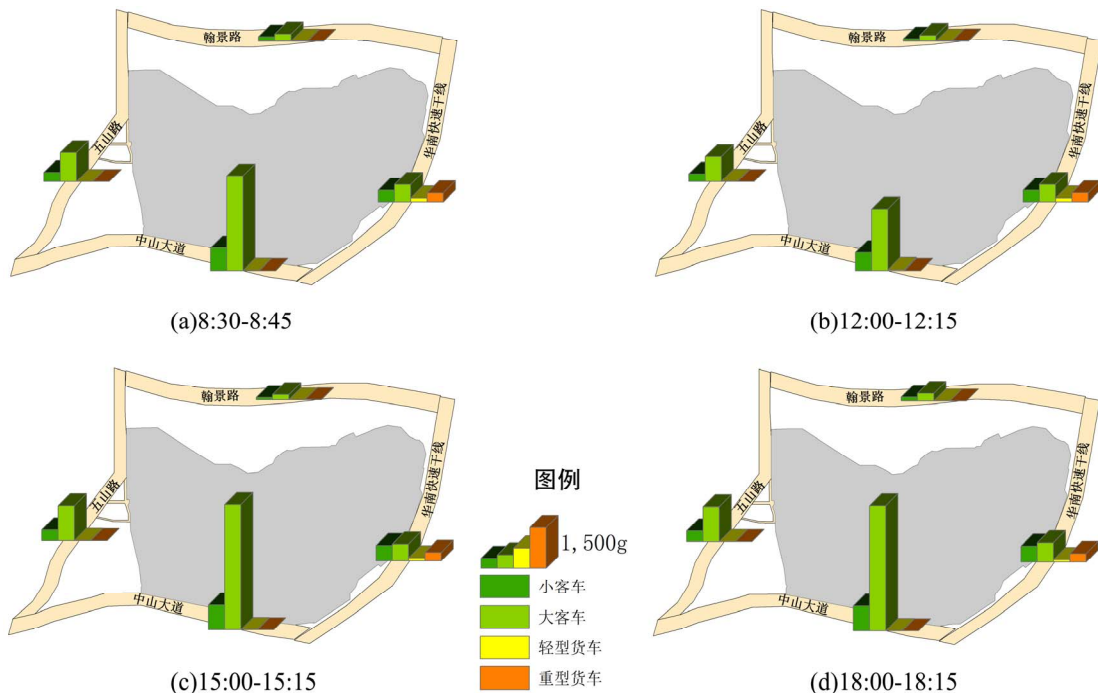 翰景路
五山路
华南快速干线
中山大道
(a)8:30-8:45
翰景路
五山路
华南快速干线
中山大道
(b)12:00-12:15
翰景路
五山路
华南快速干线
中山大道
(c)15:00-15:15
图例
1,500g
小客车
大客车
轻型货车
重型货车
翰景路
五山路
华南快速干线
中山大道
(d)18:00-18:15